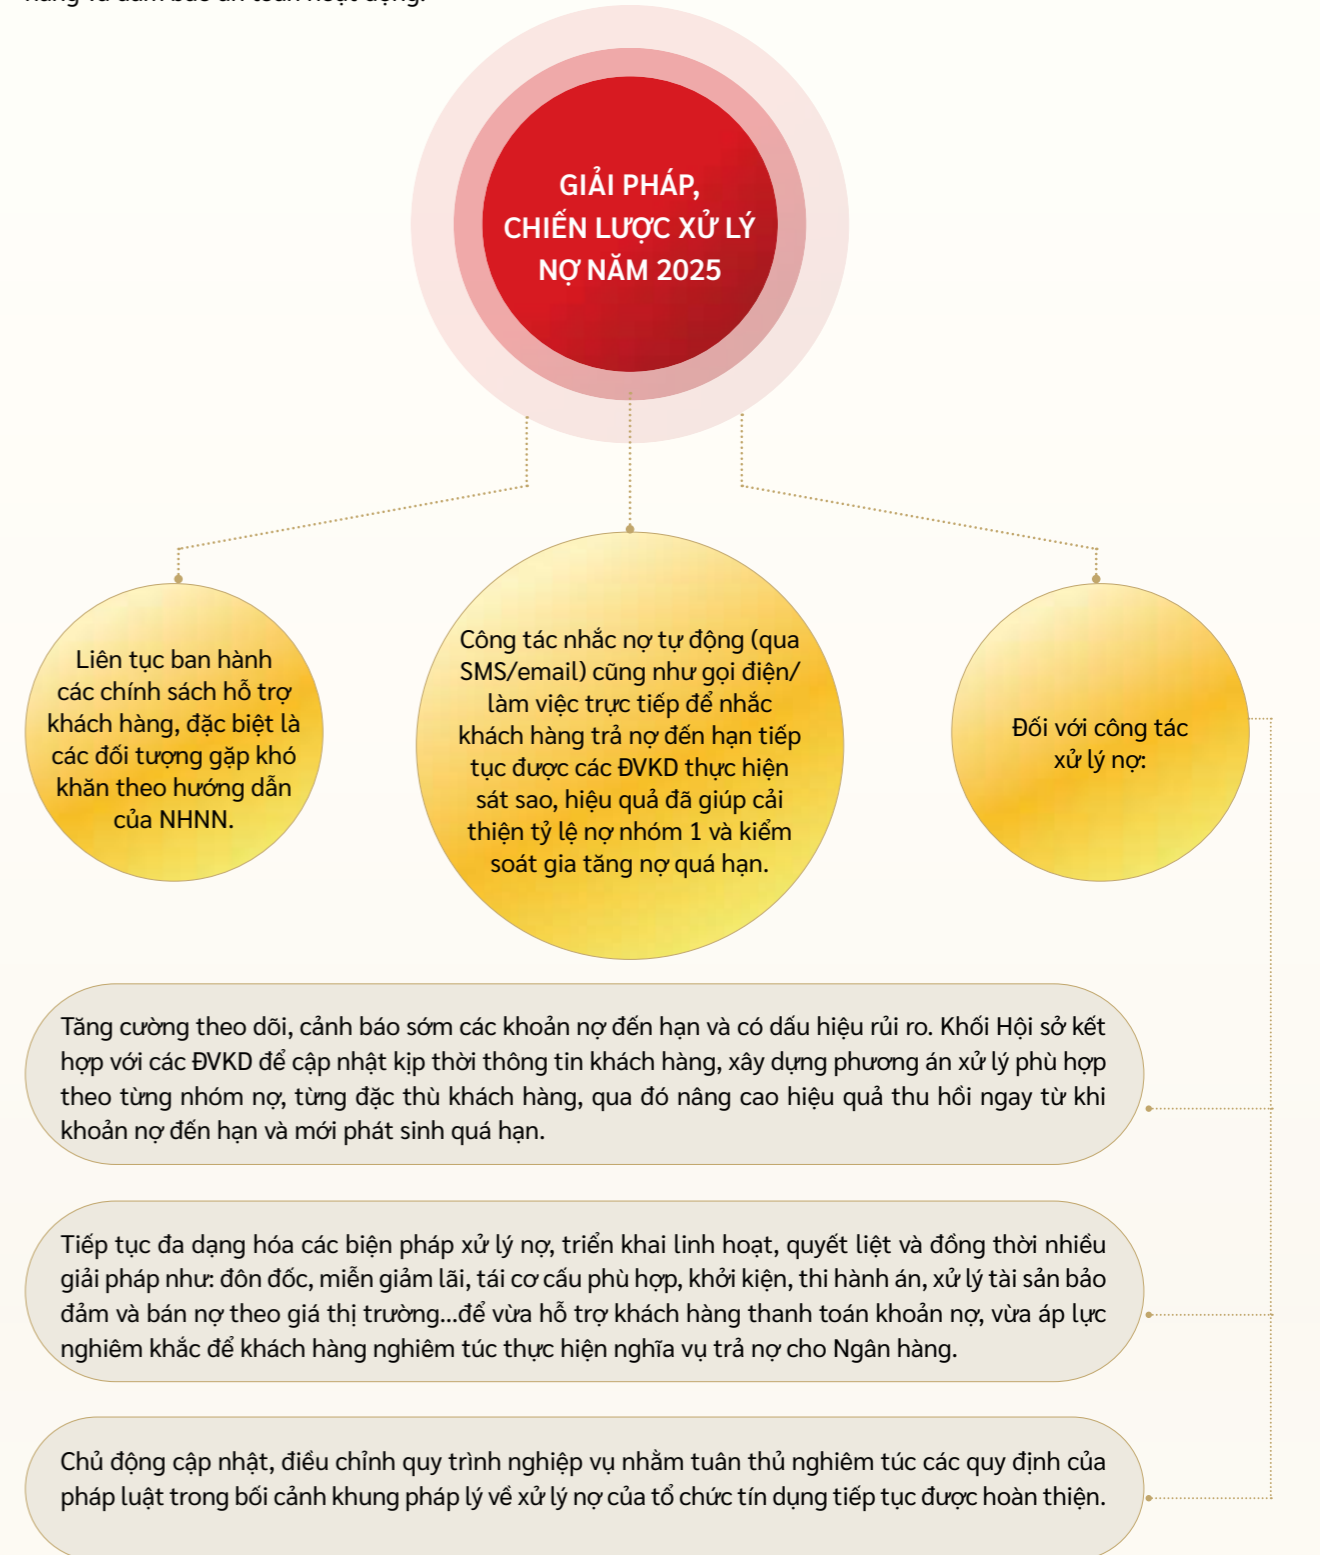 GIẢI PHÁP,
CHIẾN LƯỢC XỬ LÝ
NỢ NĂM 2025
Liên tục ban hành
các chính sách hỗ trợ
khách hàng, đặc biệt là
các đối tượng gặp khó
khăn theo hướng dẫn
của NHNN.
Công tác nhắc nợ tự động (qua
SMS/email) cũng như gọi điện/
làm việc trực tiếp để nhắc
khách hàng trả nợ đến hạn tiếp
tục được các ĐVKD thực hiện
sát sao, hiệu quả đã giúp cải
thiện tỷ lệ nợ nhóm 1 và kiểm
soát gia tăng nợ quá hạn.
Đối với công tác
xử lý nợ:
Tăng cường theo dõi, cảnh báo sớm các khoản nợ đến hạn và có dấu hiệu rủi ro. Khối Hội sở kết
hợp với các ĐVKD để cập nhật kịp thời thông tin khách hàng, xây dựng phương án xử lý phù hợp
theo từng nhóm nợ, từng đặc thù khách hàng, qua đó nâng cao hiệu quả thu hồi ngay từ khi
khoản nợ đến hạn và mới phát sinh quá hạn.
Tiếp tục đa dạng hóa các biện pháp xử lý nợ, triển khai linh hoạt, quyết liệt và đồng thời nhiều
giải pháp như: đôn đốc, miễn giảm lãi, tái cơ cấu phù hợp, khởi kiện, thi hành án, xử lý tài sản bảo
đảm và bán nợ theo giá thị trường...để vừa hỗ trợ khách hàng thanh toán khoản nợ, vừa áp lực
nghiêm khắc để khách hàng nghiêm túc thực hiện nghĩa vụ trả nợ cho Ngân hàng.
Chủ động cập nhật, điều chỉnh quy trình nghiệp vụ nhằm tuân thủ nghiêm túc các quy định của
pháp luật trong bối cảnh khung pháp lý về xử lý nợ của tổ chức tín dụng tiếp tục được hoàn thiện.